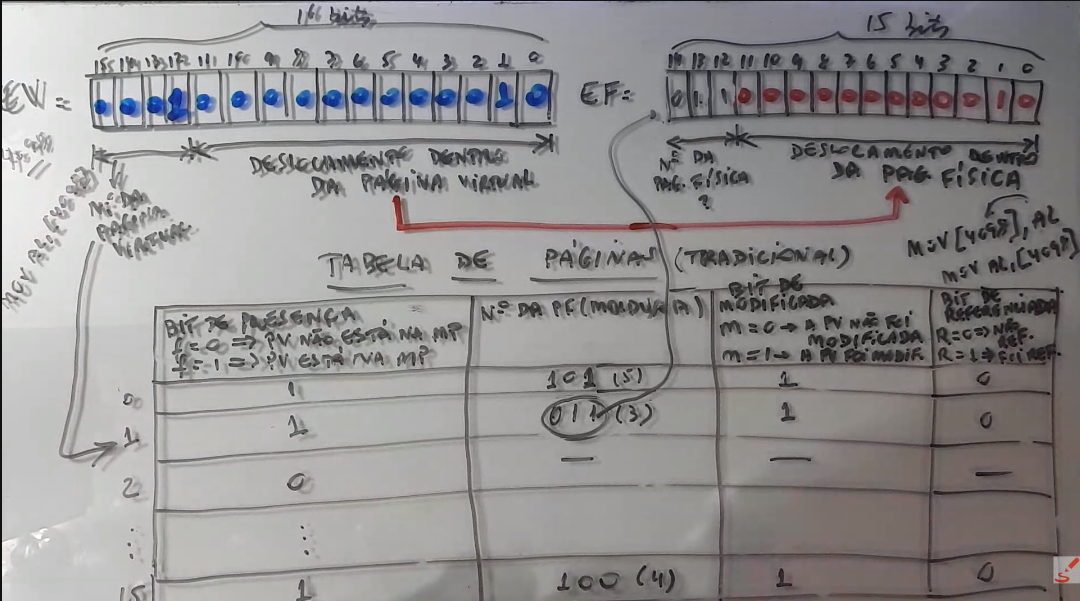 16 bits
15 bits
15 14 13 12 11 10 9 8 7 6 5 4 3 2 1 0
14 13 12 11 10 9 8 7 6 5 4 3 2 1 0
EW = 0 0 0 1 0 0 0 0 0 0 0 0 0 0 1 0
EF = 0 1 1 0 0 0 0 0 0 0 0 0 0 1 0
DESLOCAMENTO DENTRO
DA PÁGINA VIRTUAL
Nº DA
PÁGINA
VIRTUAL
Nº DA
PAG. FÍSICA
?
DESLOCAMENTO DENTRO
DA PAG FÍSICA
MOV [4098], AL
MOV AL, [4098]
TABELA DE PÁGINAS (TRADICIONAL)
BIT DE PRESENÇA
P=0 => PV NÃO ESTÁ NA MP
P=1 => PV ESTÁ NA MP
Nº DA PF (MOLDURA)
BIT DE
MODIFICADA
M=0 → A PV NÃO FOI
MODIFICADA
M=1 → A PV FOI MODIF.
BIT DE
REFERENCIADA
R=0 => NÃO
REF.
R=1 → FOI REF.
0 1 101 (5) 1 0
1 1 011 (3) 1 0
2 0 — — —
15 1 100 (4) 1 0